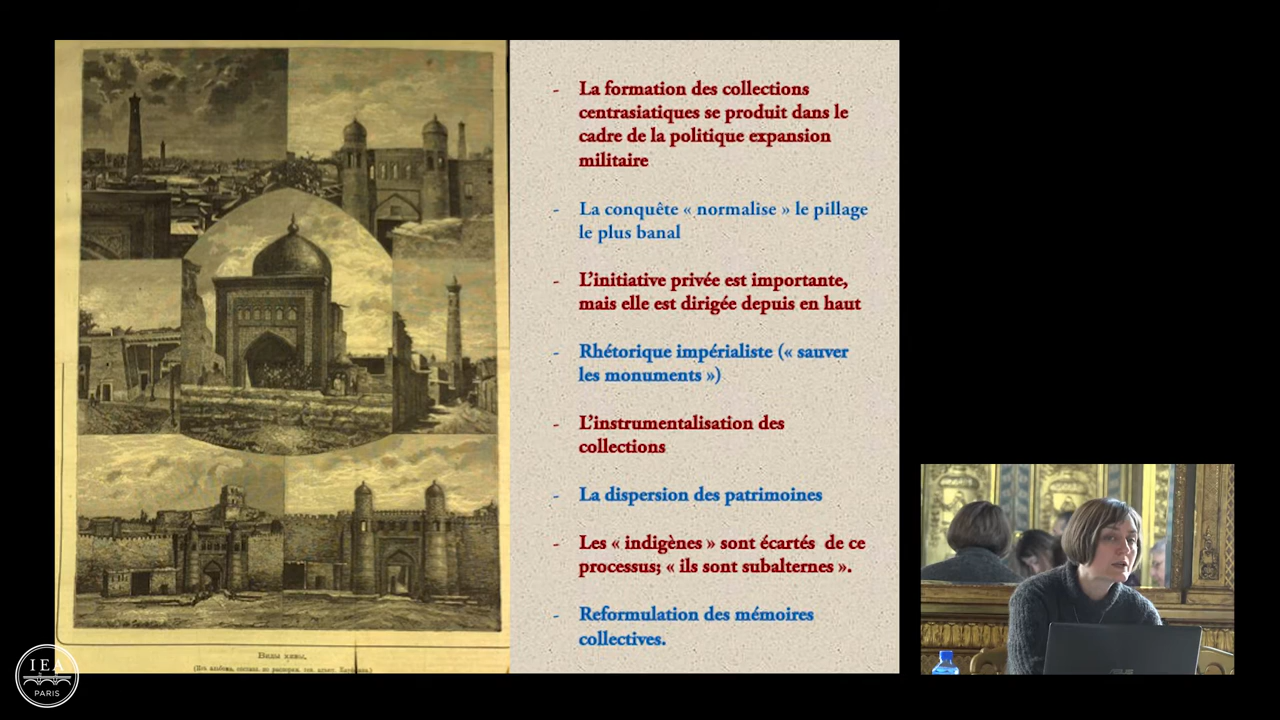 - La formation des collections
centrasiatiques se produit dans le
cadre de la politique expansion
militaire
- La conquête « normalise » le pillage
le plus banal
- L'initiative privée est importante,
mais elle est dirigée depuis en haut
- Rhétorique impérialiste (« sauver
les monuments »)
- L'instrumentalisation des
collections
- La dispersion des patrimoines
- Les « indigènes » sont écartés de ce
processus; « ils sont subalternes ».
- Reformulation des mémoires
collectives.
Виды Хивы.
IEA
PARIS
ASUS